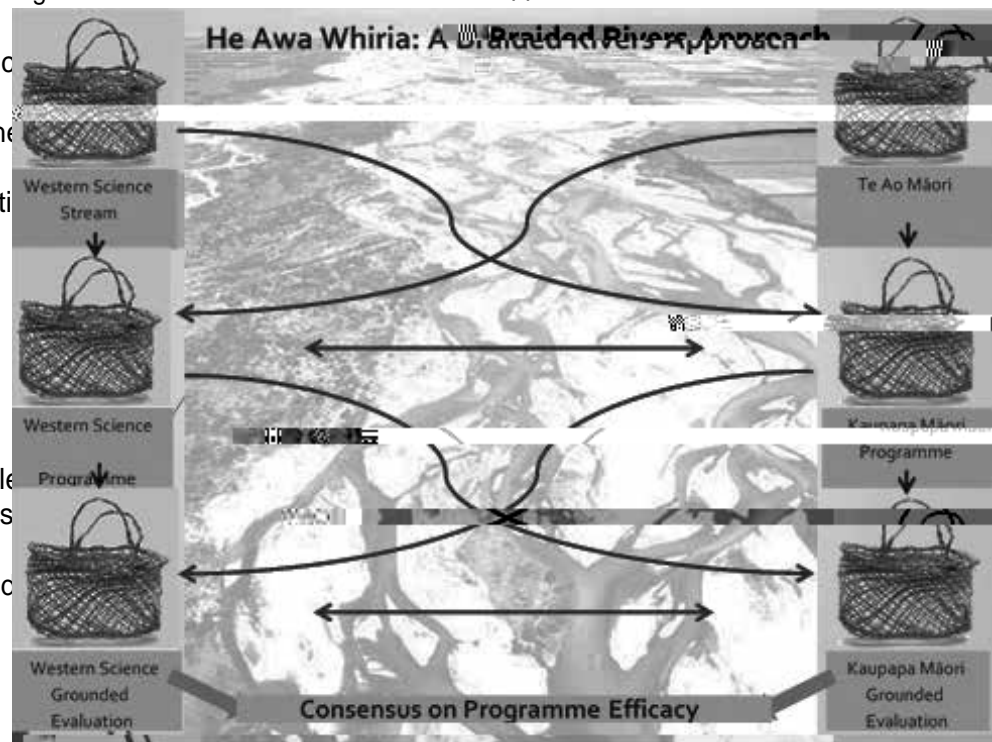 He Awa Whiria: A Braided Rivers Approach
Western Science
Stream
Te Ao Māori
Western Science
Programme
Kaupapa Māori
Programme
Western Science
Grounded
Evaluation
Kaupapa Māori
Grounded
Evaluation
Consensus on Programme Efficacy